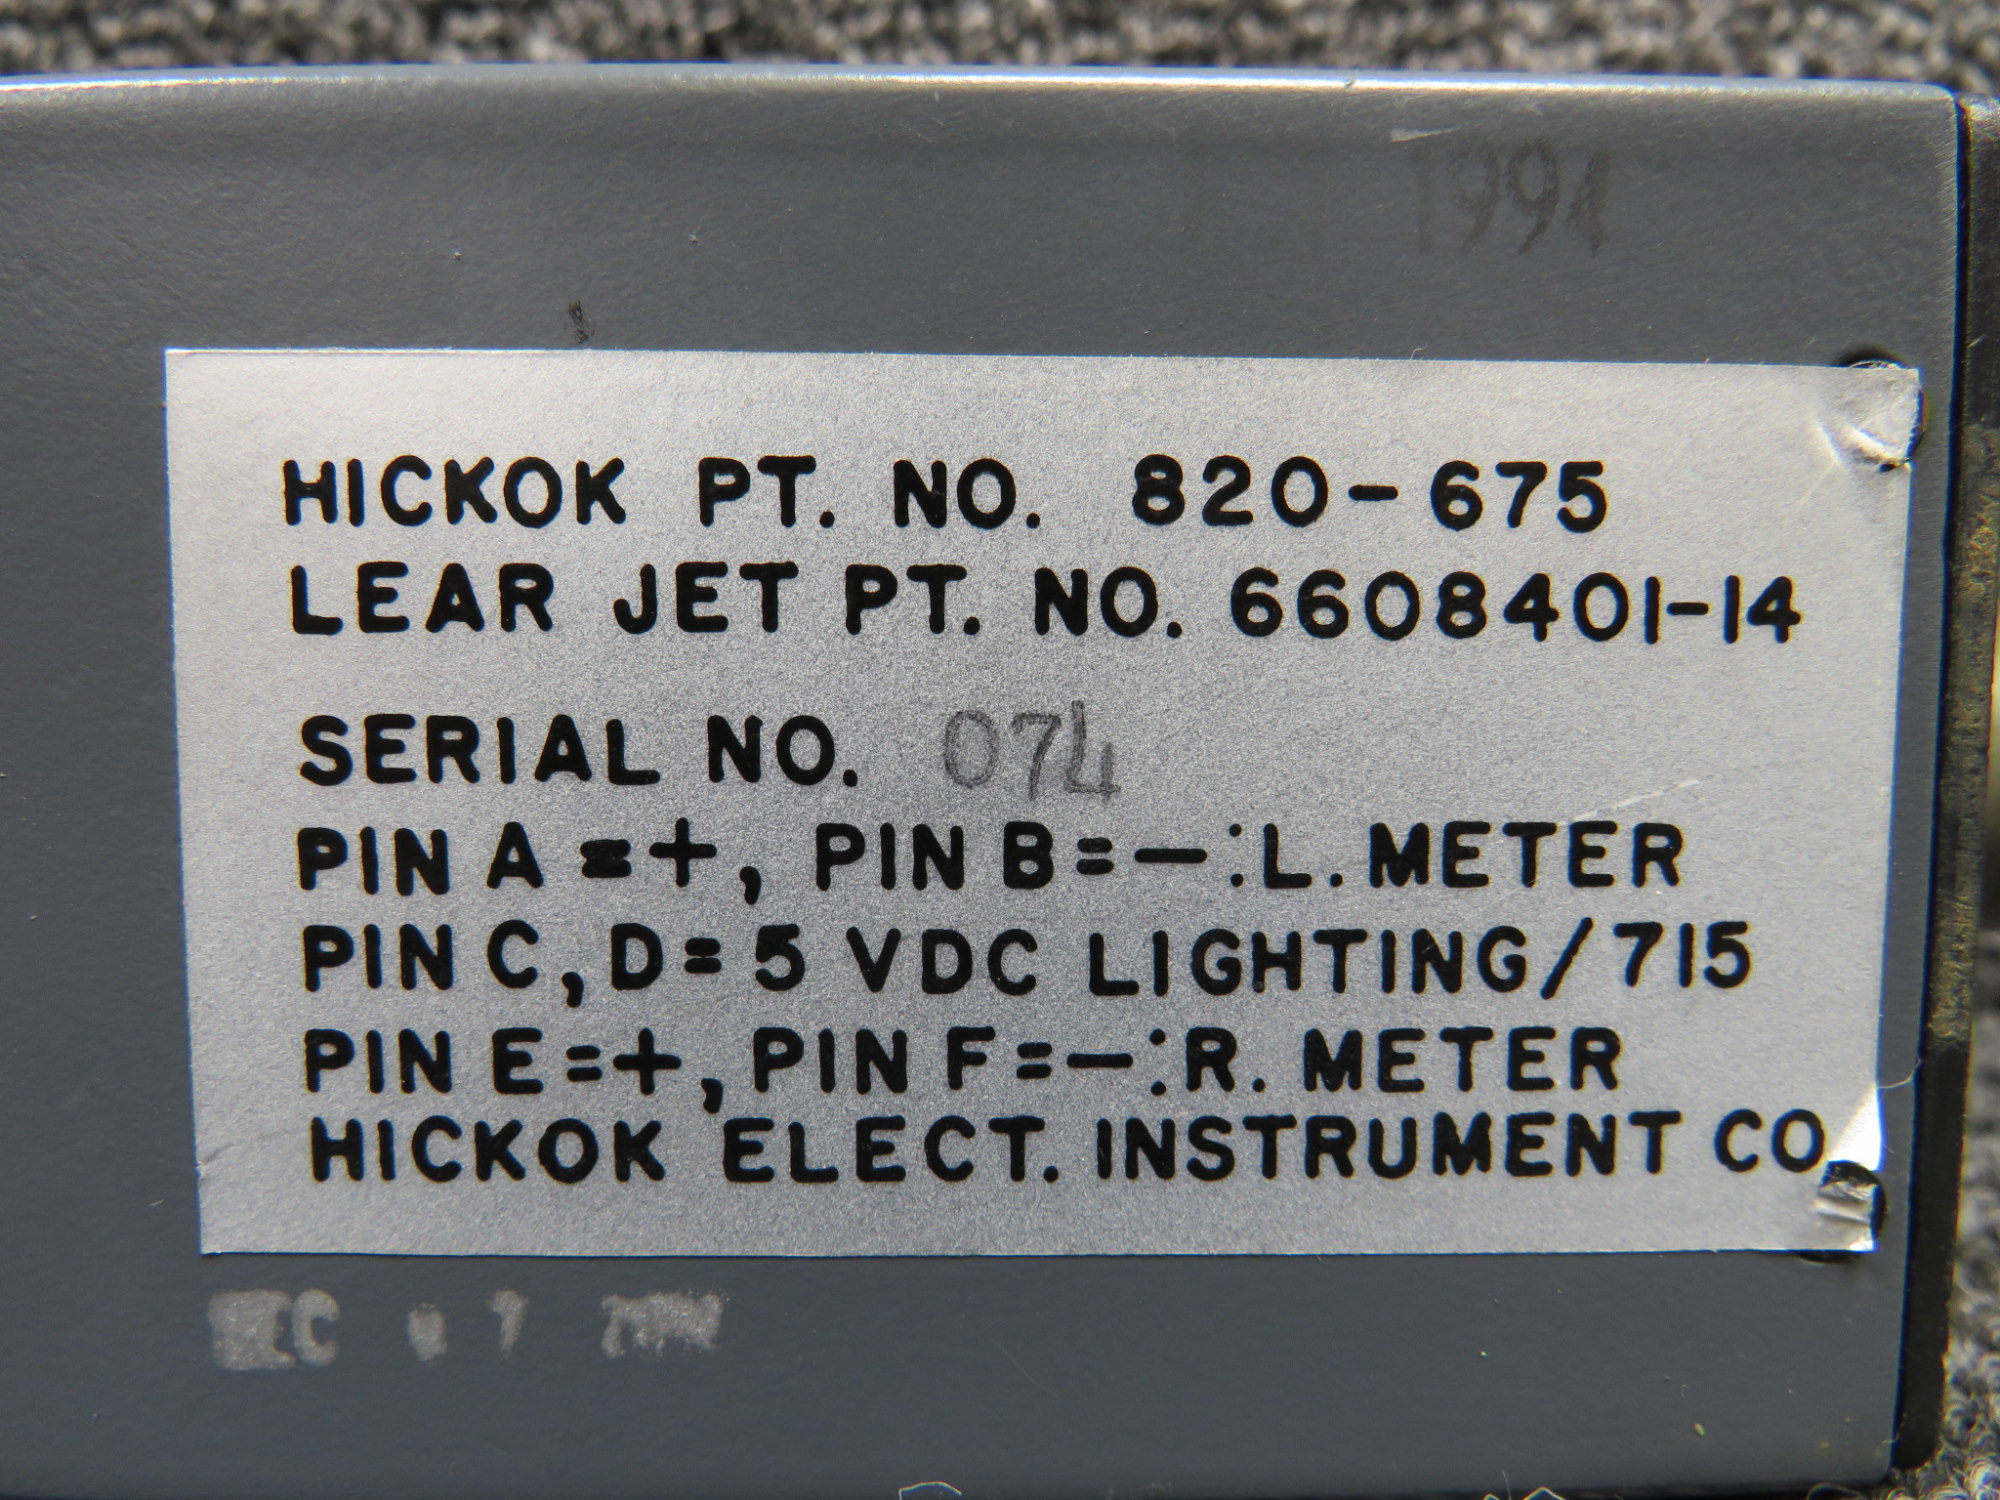 1994
HICKOK PT. NO. 820-675
LEAR JET PT. NO. 6608401-14
SERIAL NO. 074
PIN A=+, PIN B=-:L. METER
PIN C,D=5 VDC LIGHTING/715
PIN E=+,PIN F=-:R. METER
HICKOK ELECT. INSTRUMENT CO.